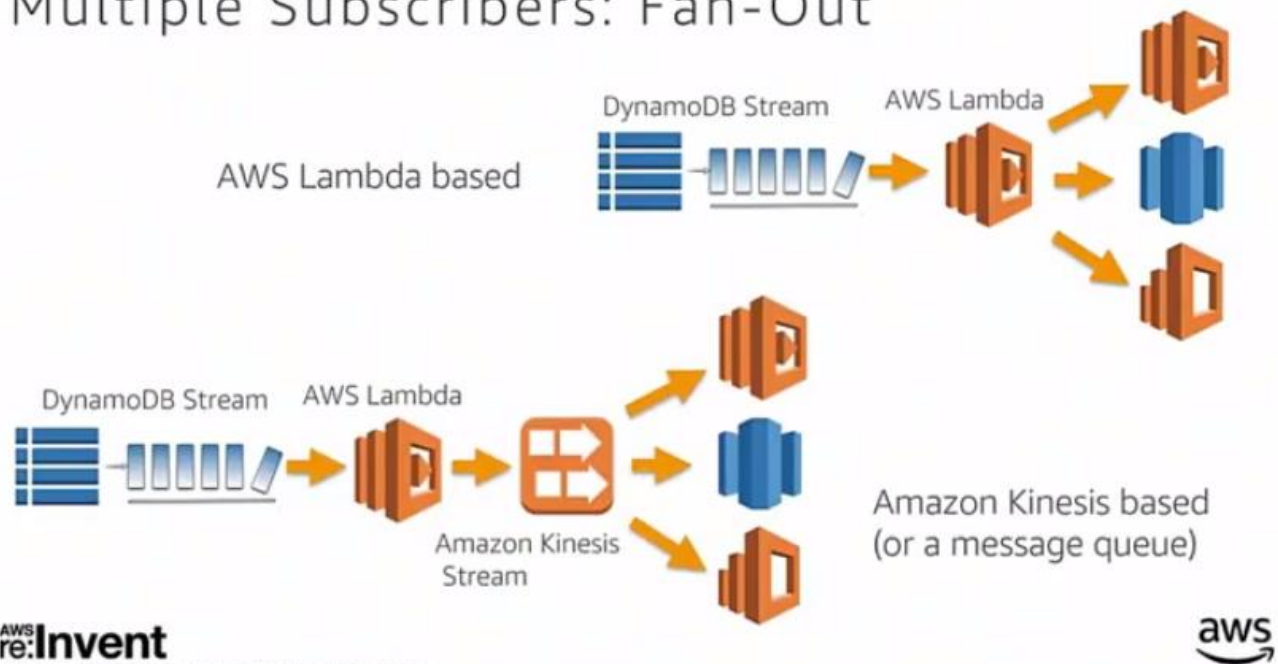 Multiple Subscribers: Fan-Out
DynamoDB Stream
AWS Lambda
AWS Lambda based
DynamoDB Stream
AWS Lambda
Amazon Kinesis
Stream
Amazon Kinesis based
(or a message queue)
AWS
re:Invent
aws